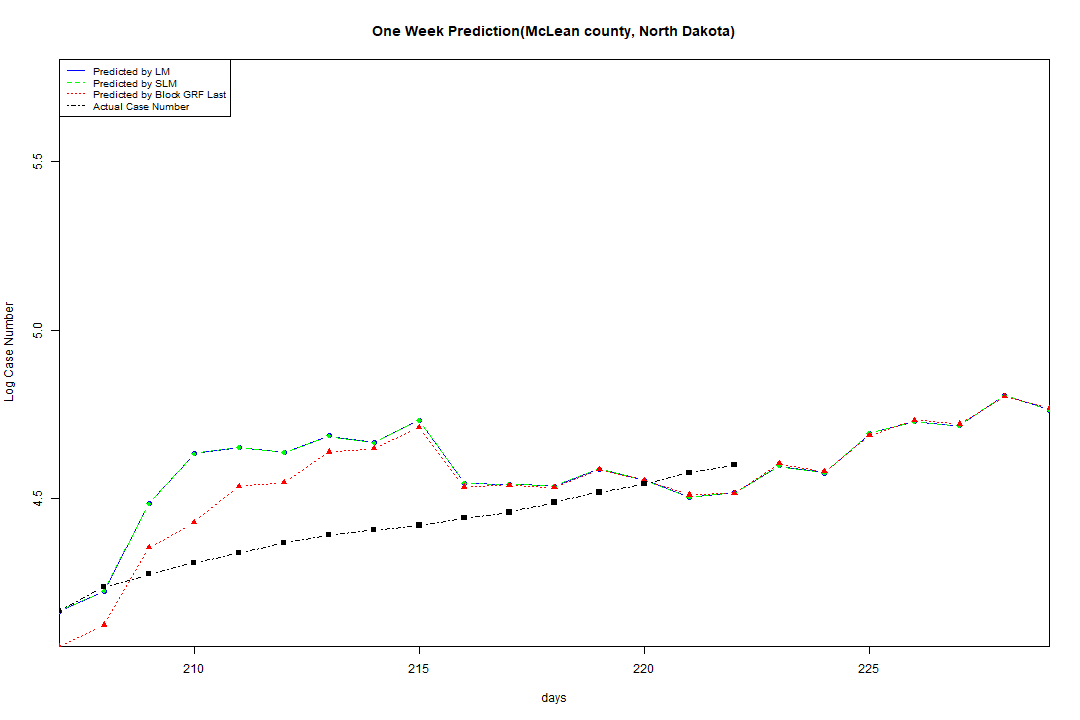 One Week Prediction(McLean county, North Dakota)
Predicted by LM
Predicted by SLM
Predicted by Block GRF Last
Actual Case Number
5.5
5.0
4.5
Log Case Number
210
215
220
225
days